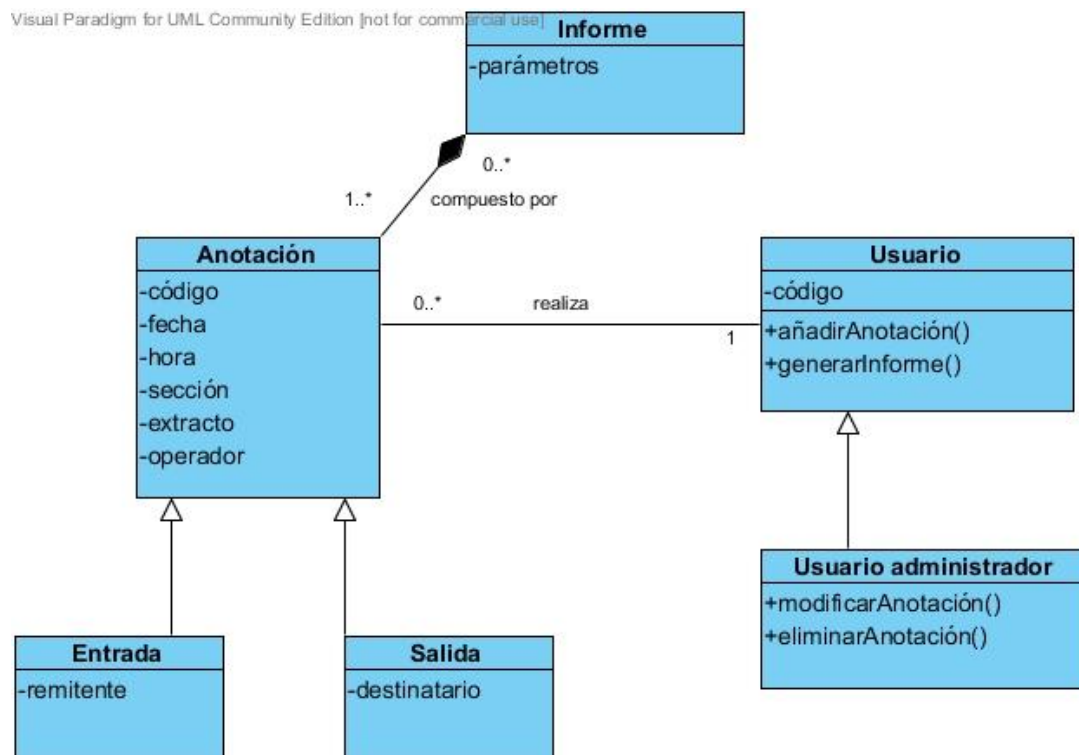 Visual Paradigm for UML Community Edition [not for commercial use]
Informe
-parámetros
0..*
1..*
compuesto por
Anotación
-código
-fecha
-hora
-sección
-extracto
-operador
0..*
realiza
1
Usuario
-código
+añadirAnotación()
+generarInforme()
Usuario administrador
+modificarAnotación()
+eliminarAnotación()
Entrada
-remitente
Salida
-destinatario